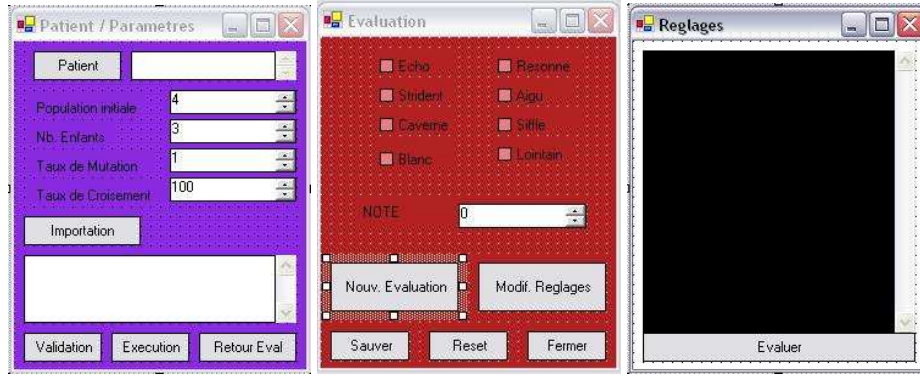 Patient / Parametres
Patient
Population initiale 4
Nb. Enfants 3
Taux de Mutation 1
Taux de Croisement 100
Importation
Validation Execution Retour Eval
Evaluation
Echo Resonne
Strident Aigu
Caverne Siffle
Blanc Lointain
NOTE 0
Nouv. Evaluation Modif. Reglages
Sauver Reset Fermer
Reglages
Evaluer